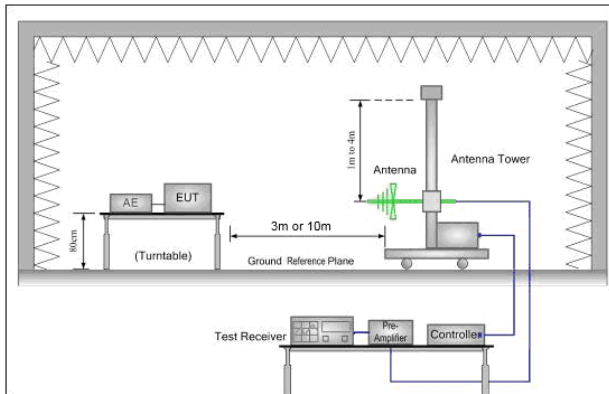 1m to 4m
Antenna
Antenna Tower
AE
EUT
80cm
(Turntable)
3m or 10m
Ground Reference Plane
Test Receiver
Pre-
Amplifier
Controlle